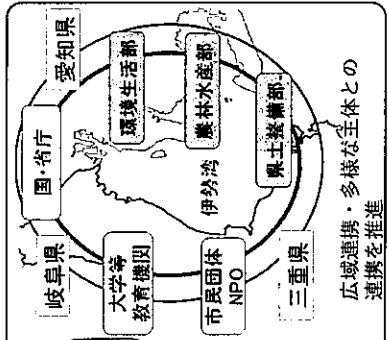 愛知県
国・省庁
岐阜県
環境生活部
大学等
教育機関
農林水産部
伊勢湾
市民団体
NPO
県土整備部
三重県
広域連携・多様な主体との
連携を推進